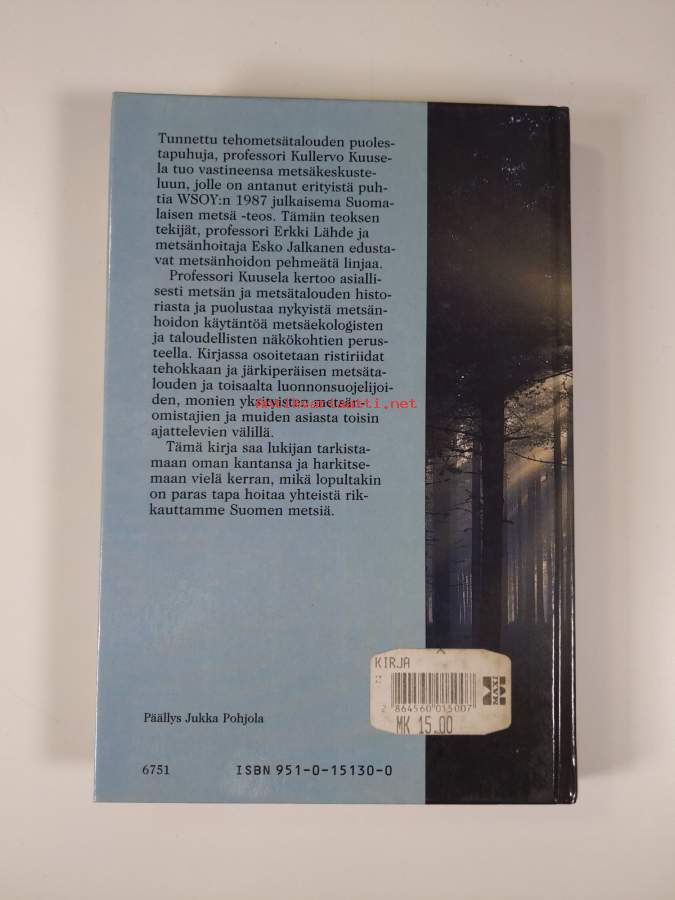 Tunnettu tehometsätalouden puoles-
tapuhuja, professori Kullervo Kuuse-
la tuo vastineensa metsäkeskuste-
luun, jolle on antanut erityistä puh-
tia WSOY:n 1987 julkaisema Suoma-
laisen metsä -teos. Tämän teoksen
tekijät, professori Erkki Lähde ja
metsänhoitaja Esko Jalkanen edusta-
vat metsänhoidon pehmeätä linjaa.
Professori Kuusela kertoo asialli-
sesti metsän ja metsätalouden histo-
riasta ja puolustaa nykyistä metsän-
hoidon käytäntöä metsäekologisten
ja taloudellisten näkökohtien perus-
teella. Kirjassa osoitetaan ristiriidat
tehokkaan ja järkiperäisen metsäta-
louden ja toisaalta luonnonsuojelijoi-
den, monien yksityisten metsän-
omistajien ja muiden asiasta toisin
ajattelevien välillä.
Tämä kirja saa lukijan tarkista-
maan oman kantansa ja harkitse-
maan vielä kerran, mikä lopultakin
on paras tapa hoitaa yhteistä rik-
kauttamme Suomen metsiä.
KIRJA
MAXI
2 864560 015007
MK 15.00
Päällys Jukka Pohjola
6751 ISBN 951-0-15130-0